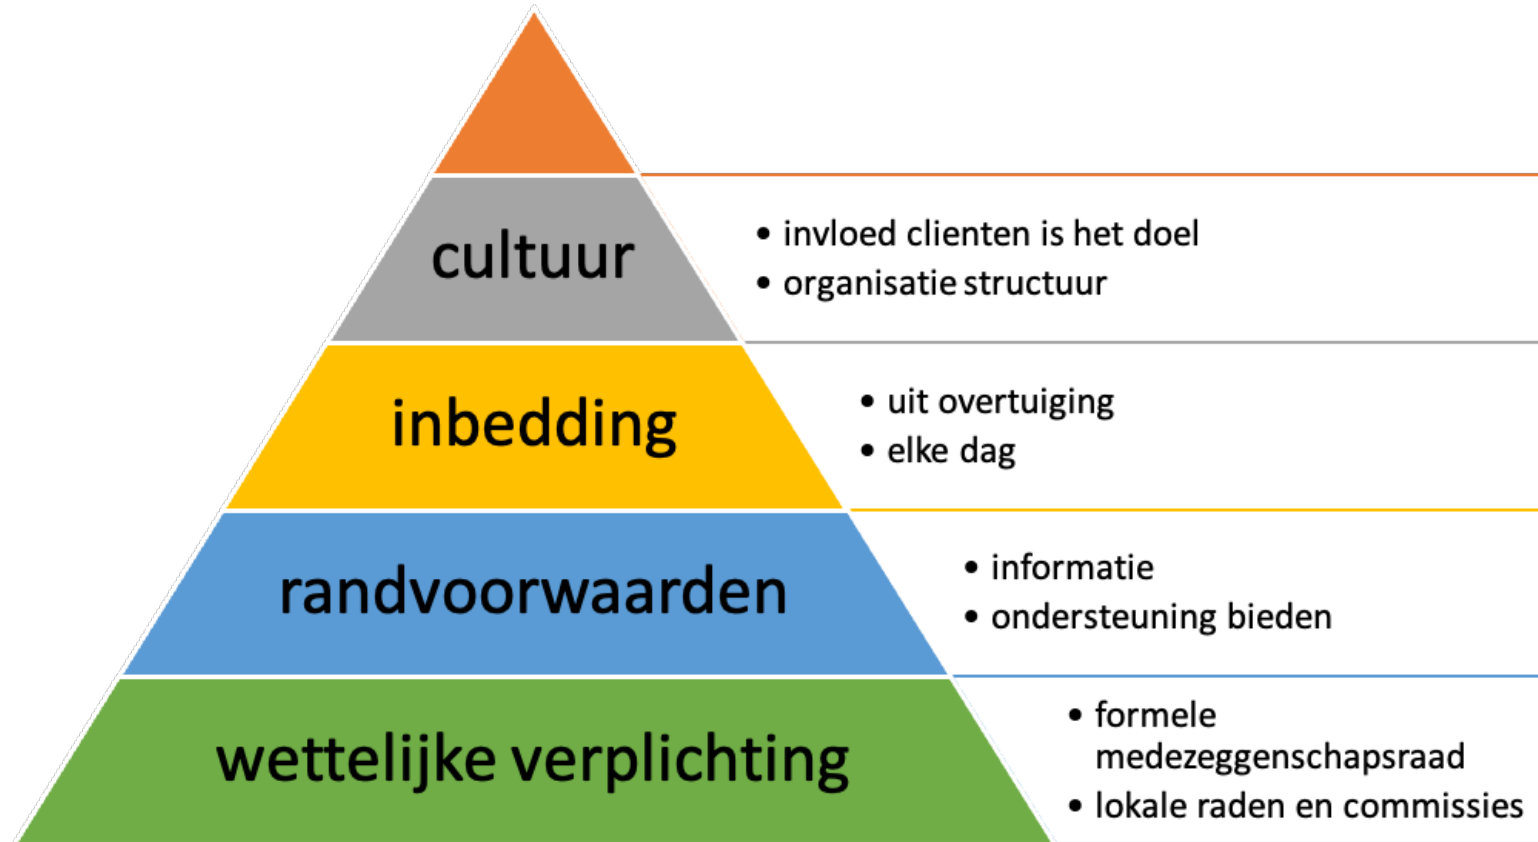 cultuur
• invloed clienten is het doel
• organisatie structuur
inbedding
• uit overtuiging
• elke dag
randvoorwaarden
• informatie
• ondersteuning bieden
wettelijke verplichting
• formele
medezeggenschapsraad
• lokale raden en commissies